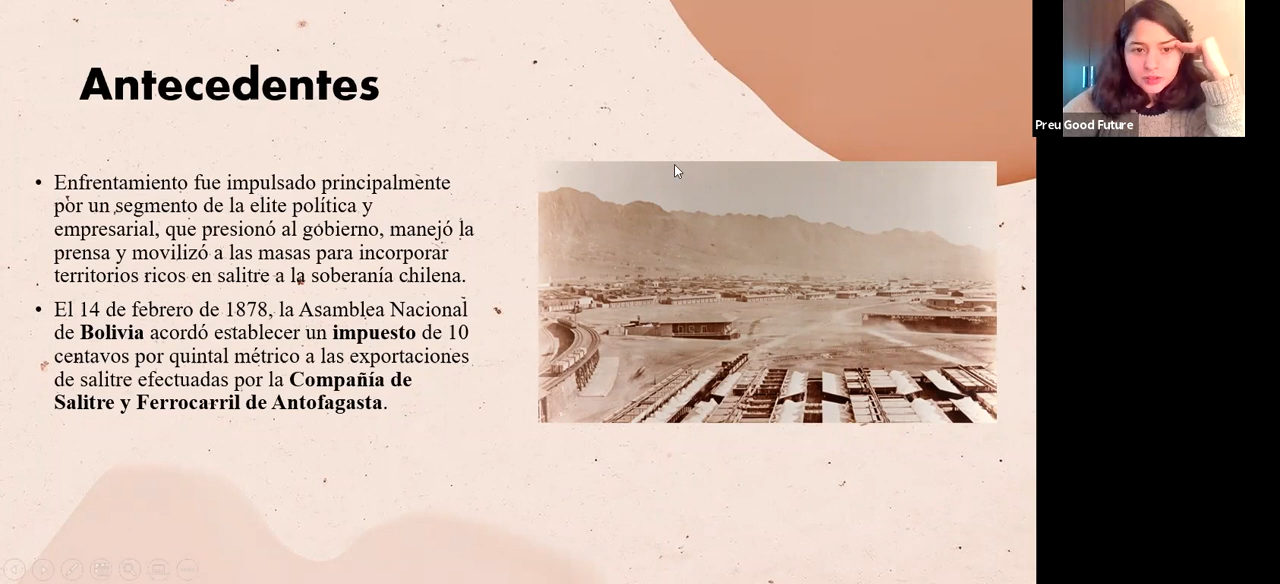 Antecedentes
• Enfrentamiento fue impulsado principalmente
por un segmento de la elite política y
empresarial, que presionó al gobierno, manejó la
prensa y movilizó a las masas para incorporar
territorios ricos en salitre a la soberanía chilena.
• El 14 de febrero de 1878, la Asamblea Nacional
de Bolivia acordó establecer un impuesto de 10
centavos por quintal métrico a las exportaciones
de salitre efectuadas por la Compañía de
Salitre y Ferrocarril de Antofagasta.
Preu Good Future